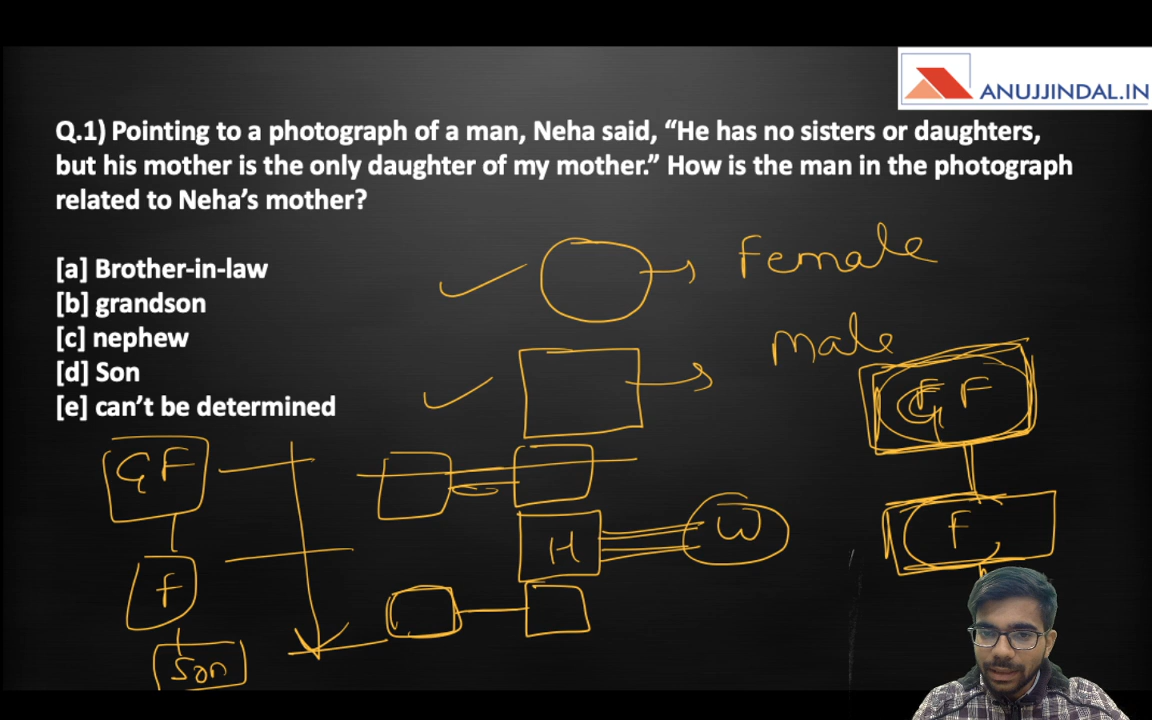 ANUJJINDAL.IN
Q.1) Pointing to a photograph of a man, Neha said, “He has no sisters or daughters,
but his mother is the only daughter of my mother.” How is the man in the photograph
related to Neha’s mother?
[a] Brother-in-law
[b] grandson
[c] nephew
[d] Son
[e] can’t be determined
Female
male
GF
F
Son
H
W
GF
F